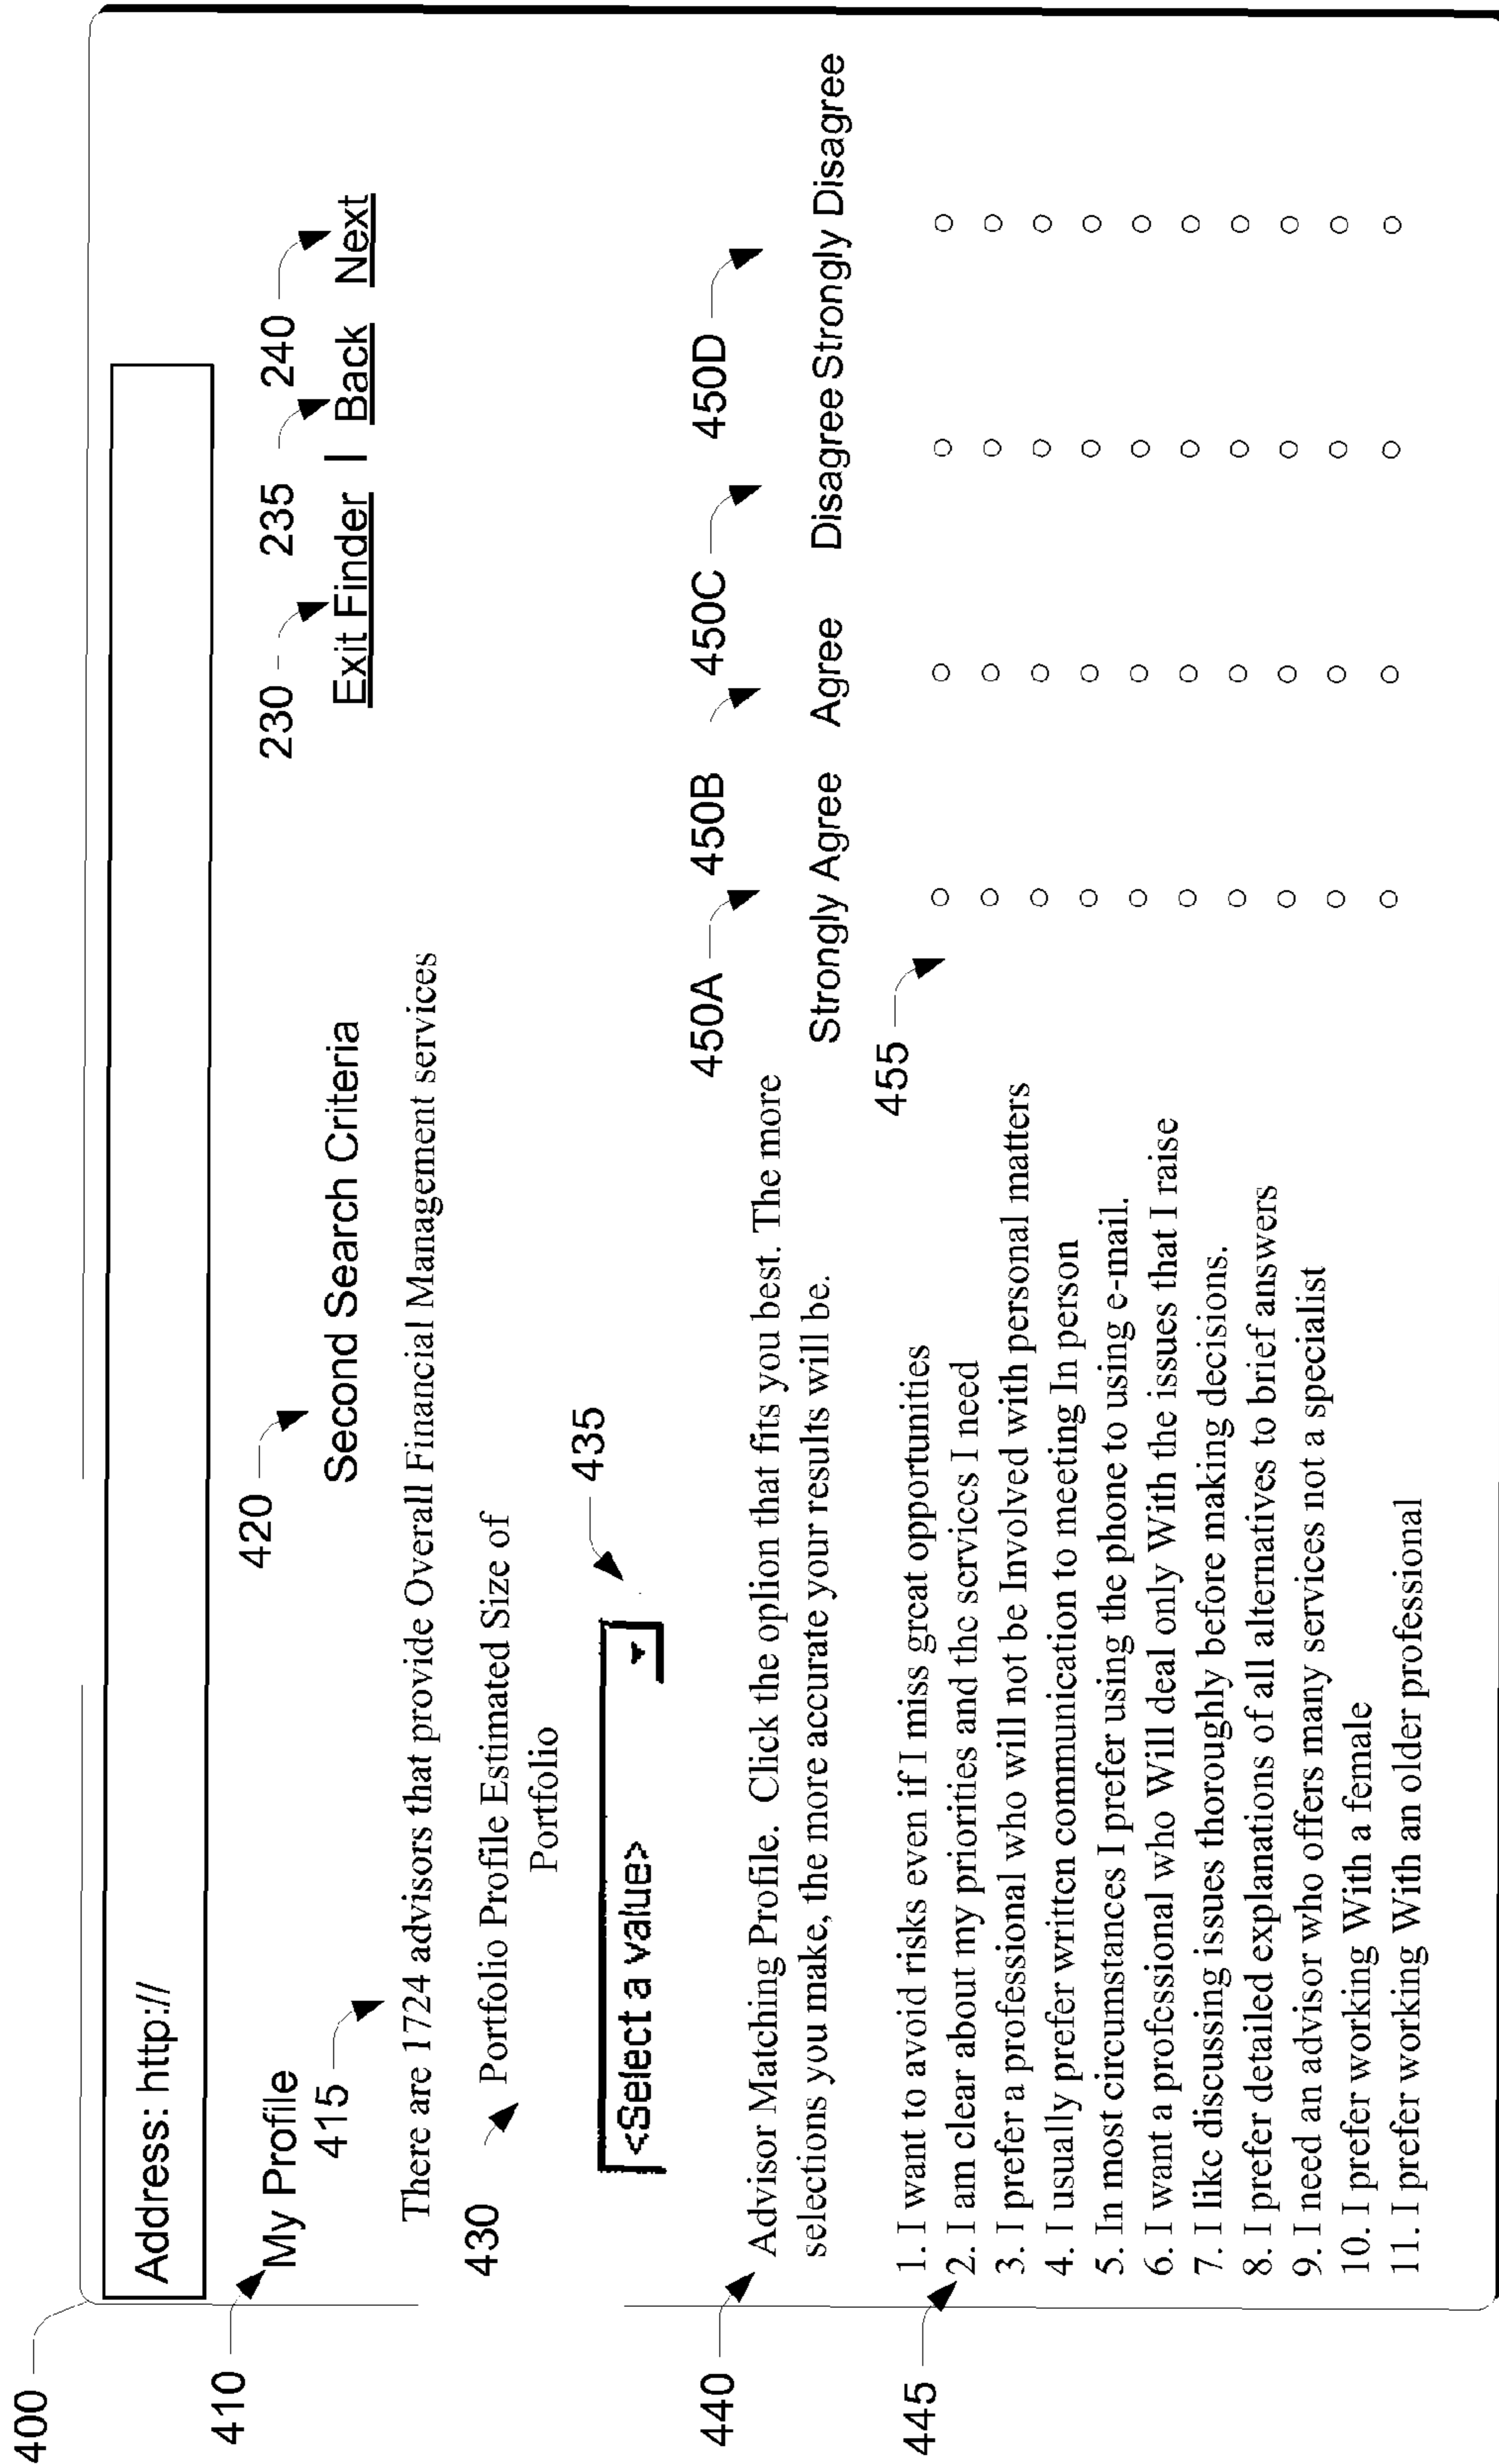 400
Address: http://
410
My Profile
415
420
Second Search Criteria
230 235 240
Exit Finder | Back Next
There are 1724 advisors that provide Overall Financial Management services
430
Portfolio Profile Estimated Size of
Portfolio
<Select a value>
435
440
Advisor Matching Profile. Click the option that fits you best. The more
selections you make, the more accurate your results will be.
450A 450B 450C 450D
Strongly Agree Agree Disagree Strongly Disagree
445
455
1. I want to avoid risks even if I miss great opportunities
2. I am clear about my priorities and the services I need
3. I prefer a professional who will not be Involved with personal matters
4. I usually prefer written communication to meeting In person
5. In most circumstances I prefer using the phone to using e-mail.
6. I want a professional who Will deal only With the issues that I raise
7. I like discussing issues thoroughly before making decisions.
8. I prefer detailed explanations of all alternatives to brief answers
9. I need an advisor who offers many services not a specialist
10. I prefer working With a female
11. I prefer working With an older professional